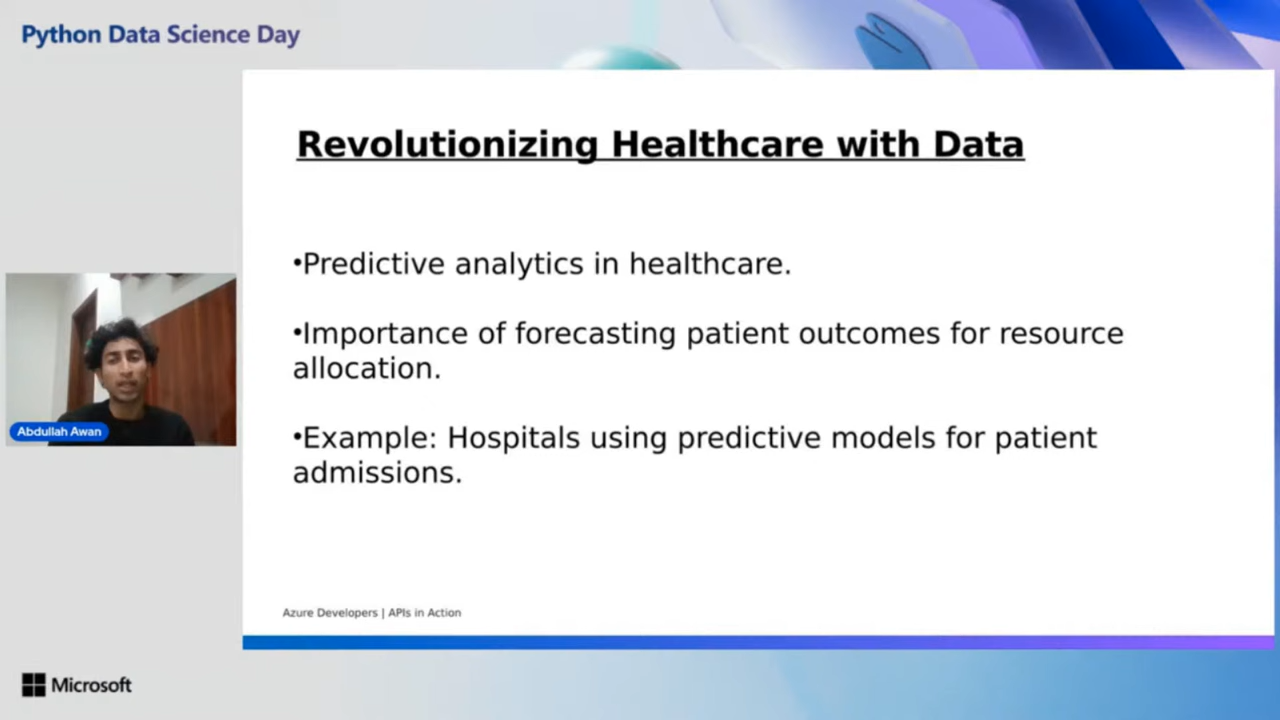 Python Data Science Day
Revolutionizing Healthcare with Data
•Predictive analytics in healthcare.
•Importance of forecasting patient outcomes for resource
allocation.
•Example: Hospitals using predictive models for patient
admissions.
Abdullah Awan
Azure Developers | APIs in Action
Microsoft